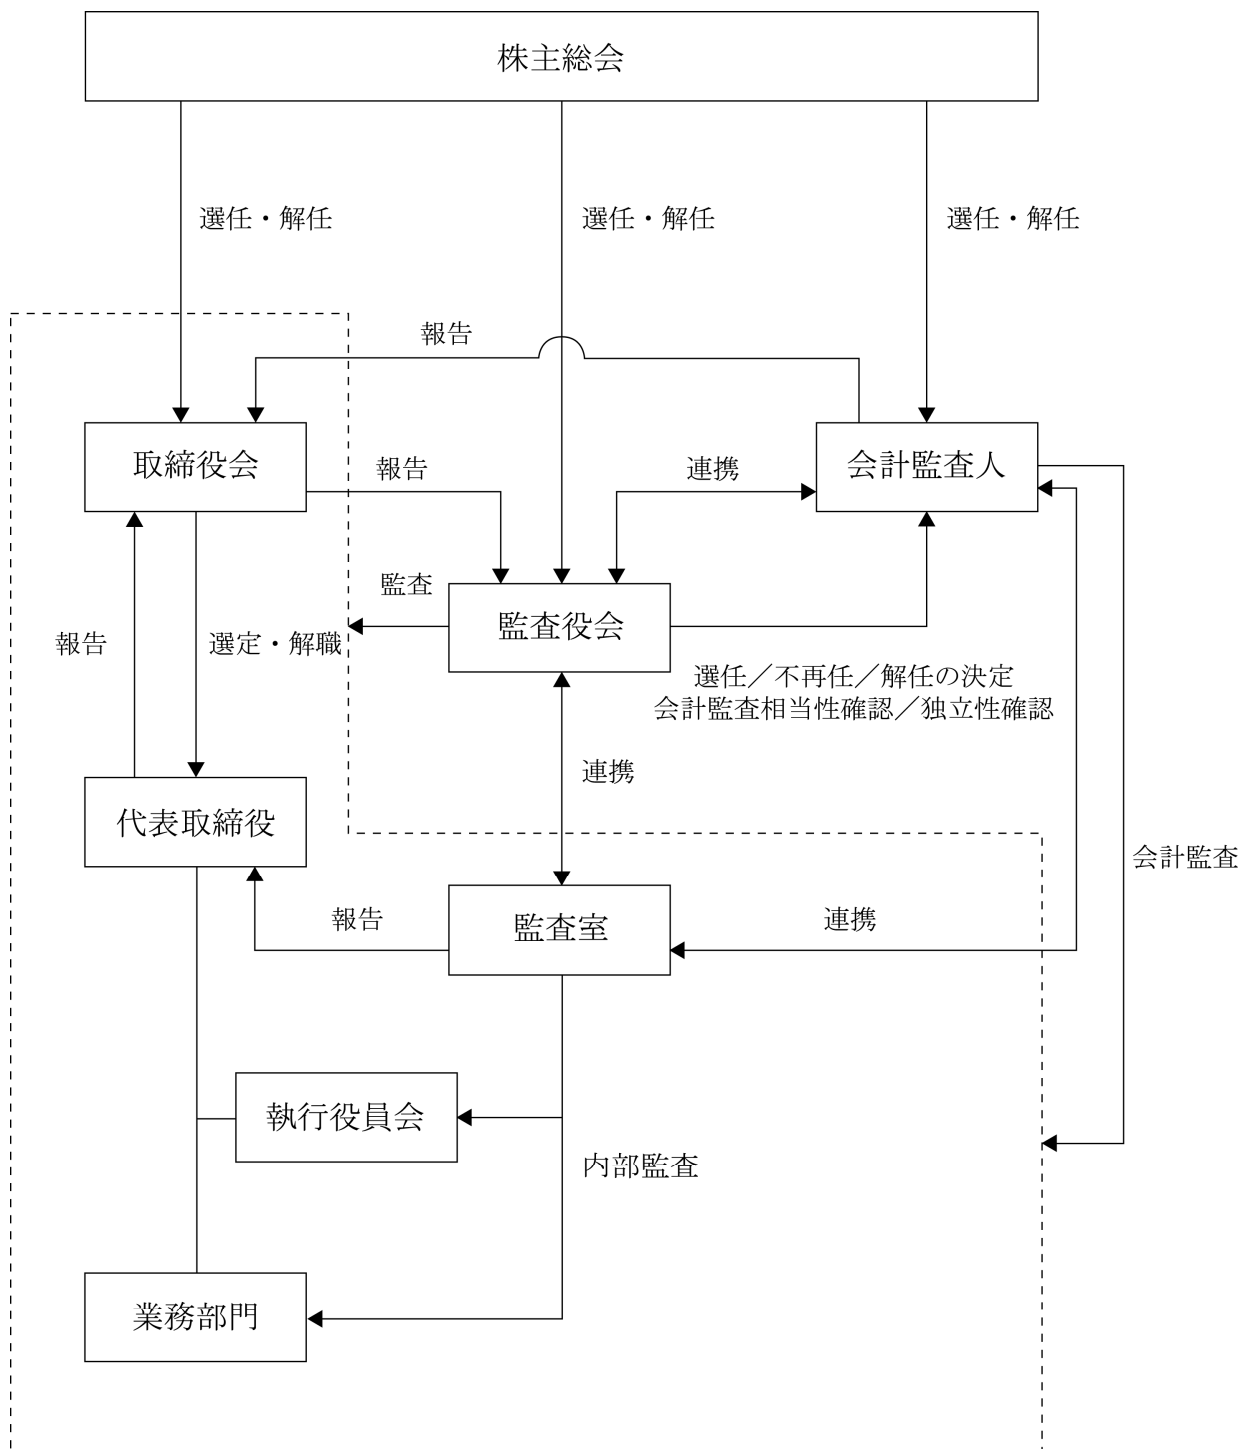 株主総会
選任・解任
選任・解任
選任・解任
報告
取締役会
報告
連携
会計監査人
監査
監査役会
報告
選定・解職
選任／不再任／解任の決定
会計監査相当性確認／独立性確認
連携
代表取締役
会計監査
報告
監査室
連携
執行役員会
内部監査
業務部門